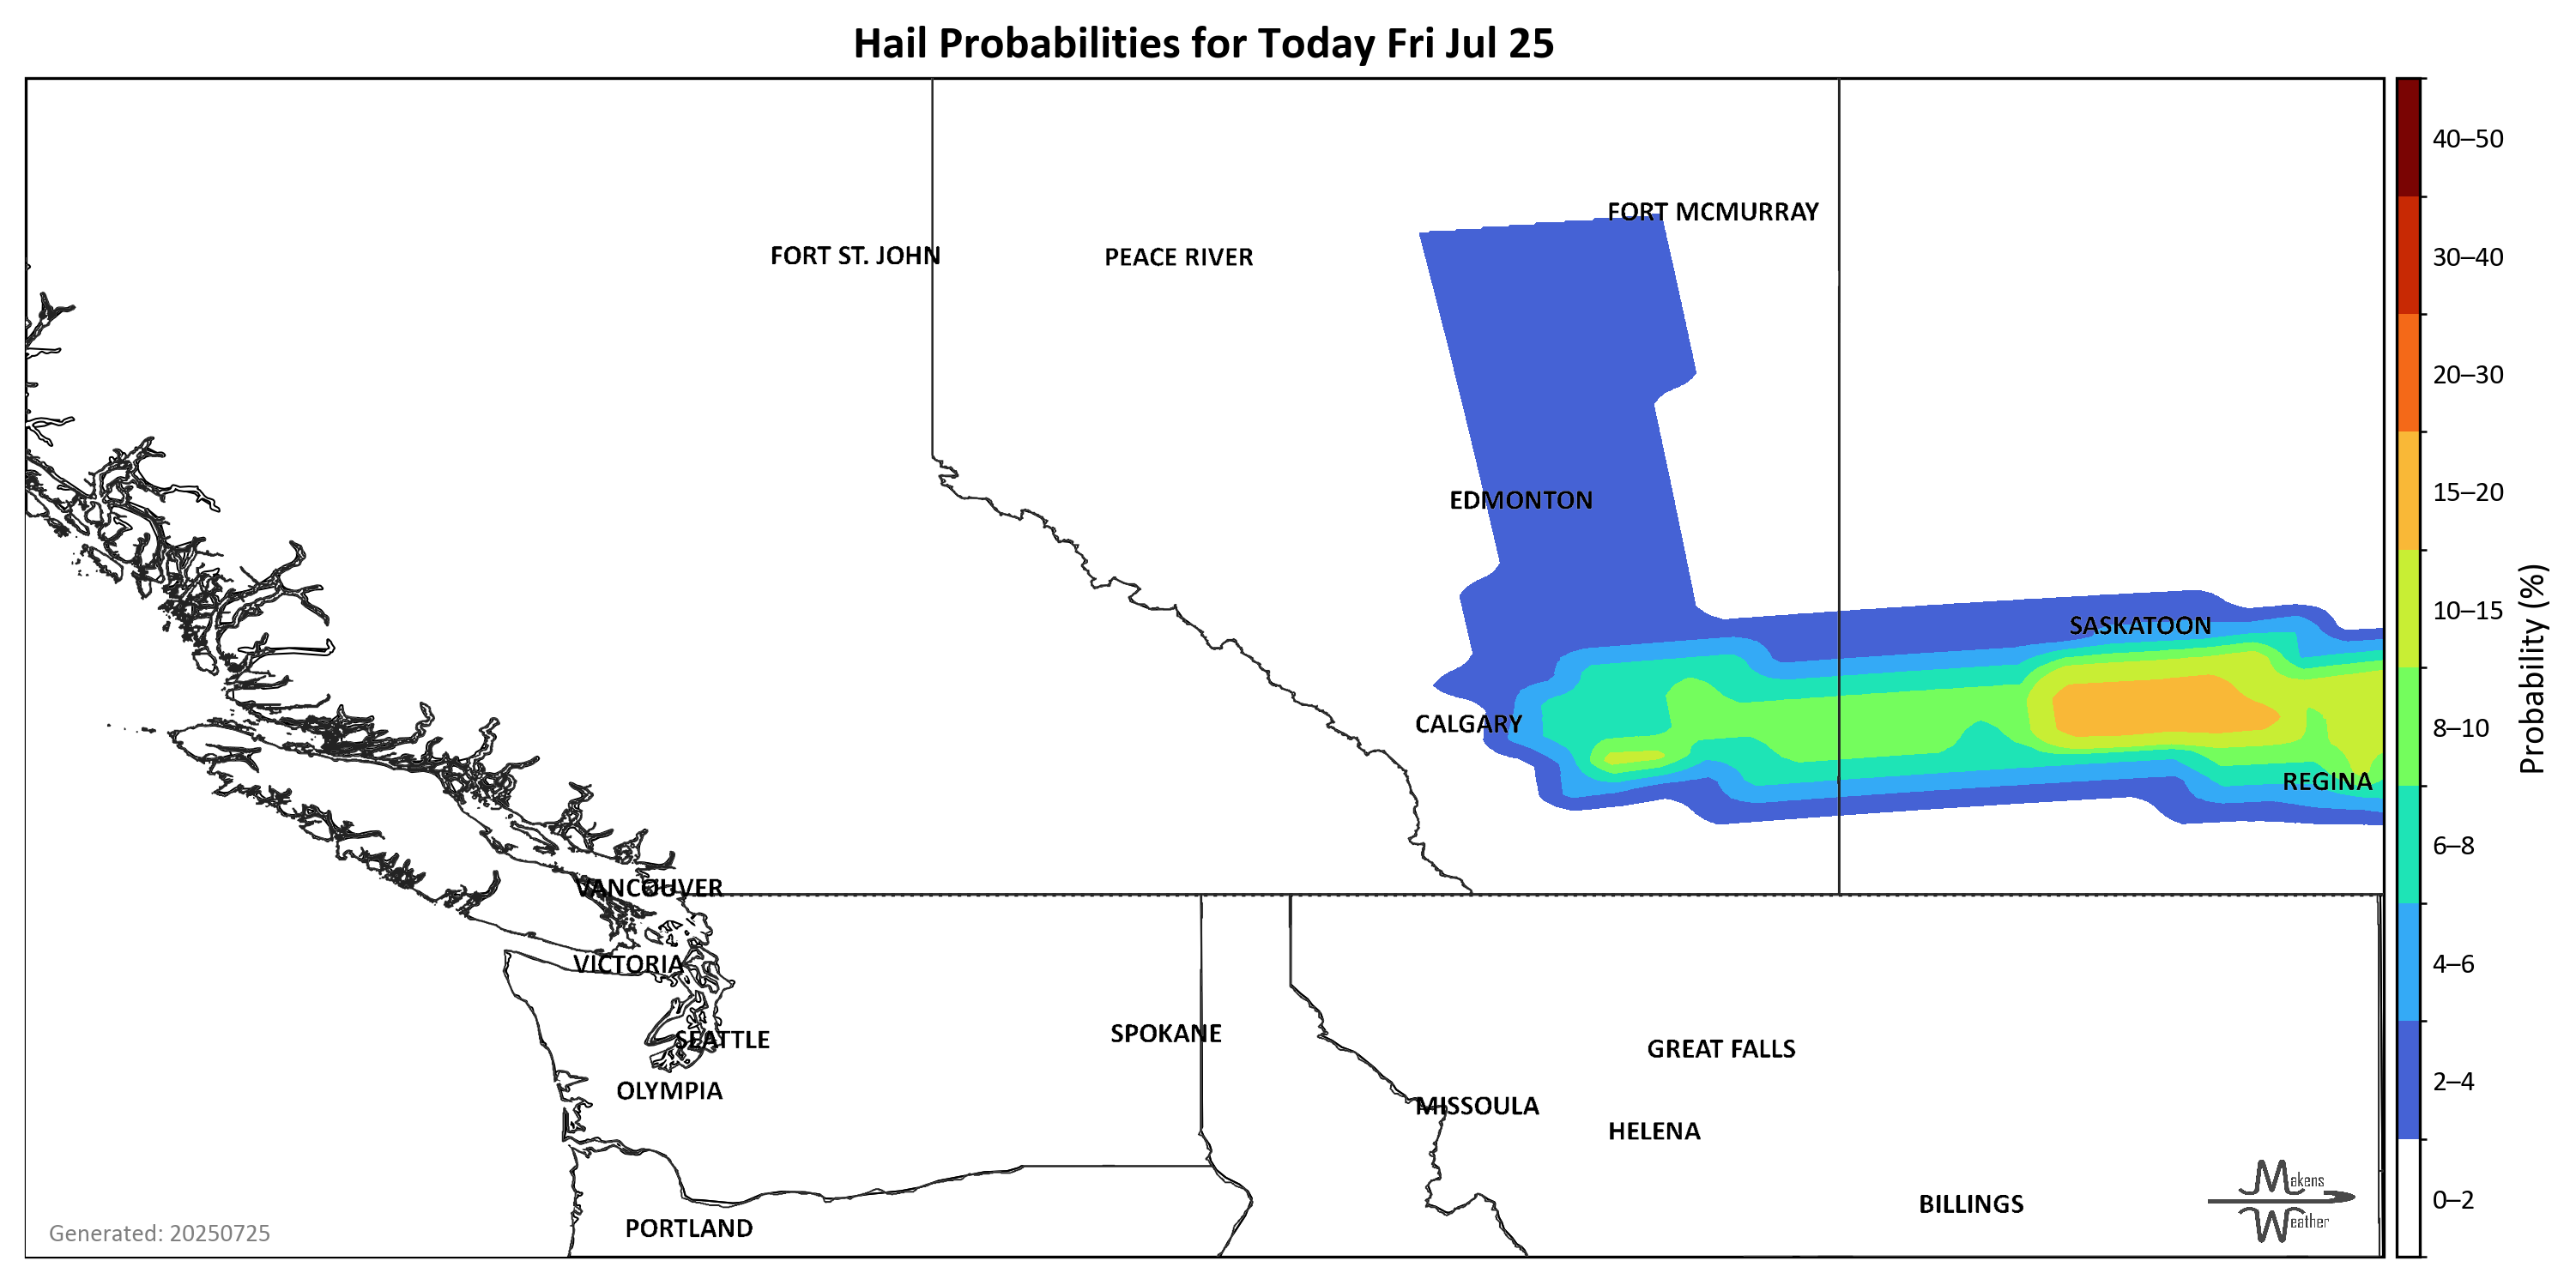 Hail Probabilities for Today Fri Jul 25
40–50
FORT MCMURRAY
FORT ST. JOHN
PEACE RIVER
30–40
20–30
15–20
EDMONTON
10–15
SASKATOON
CALGARY
8–10
Probability (%)
REGINA
6–8
VANCOUVER
VICTORIA
4–6
SEATTLE
SPOKANE
GREAT FALLS
2–4
OLYMPIA
MISSOULA
HELENA
Makens
Weather
0–2
BILLINGS
PORTLAND
Generated: 20250725